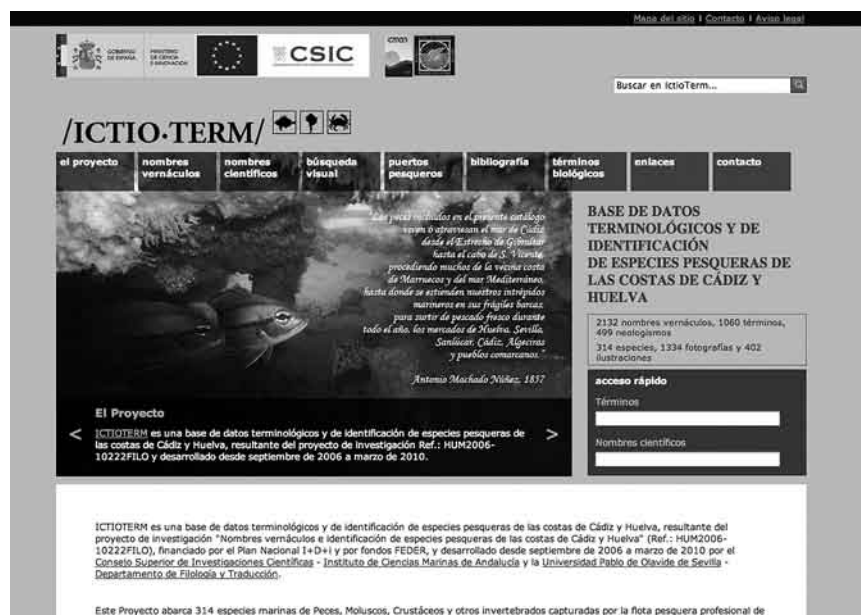 Mapa del sitio | Contacto | Aviso legal
GOBIERNO DE ESPAÑA
MINISTERIO DE CIENCIA E INNOVACIÓN
CSIC
cman
Buscar en IctioTerm...
/ICTIO·TERM/
el proyecto
nombres vernáculos
nombres científicos
búsqueda visual
puertos pesqueros
bibliografía
términos biológicos
enlaces
contacto
"Los peces incluidos en el presente catálogo
viven ó atraviesan el mar de Cádiz
desde el Estrecho de Gibraltar
hasta el cabo de S. Vicente,
procediendo muchos de la vecina costa
de Marruecos y del mar Mediterráneo,
hasta donde se estienden nuestros intrépidos
marineros en sus frágiles barcas,
para surtir de pescado fresco durante
todo el año, los mercados de Huelva, Sevilla,
Sanlúcar, Cádiz, Algeciras
y pueblos comarcanos."
Antonio Machado Núñez, 1857
BASE DE DATOS
TERMINOLÓGICOS Y DE
IDENTIFICACIÓN
DE ESPECIES PESQUERAS DE
LAS COSTAS DE CÁDIZ Y
HUELVA
2132 nombres vernáculos, 1060 términos,
499 neologismos
314 especies, 1334 fotografías y 402
ilustraciones
acceso rápido
Términos
Nombres científicos
El Proyecto
< ICTIOTERM es una base de datos terminológicos y de identificación de especies pesqueras de >
las costas de Cádiz y Huelva, resultante del proyecto de investigación Ref.: HUM2006-
10222FILO y desarrollado desde septiembre de 2006 a marzo de 2010.
ICTIOTERM es una base de datos terminológicos y de identificación de especies pesqueras de las costas de Cádiz y Huelva, resultante del
proyecto de investigación "Nombres vernáculos e identificación de especies pesqueras de las costas de Cádiz y Huelva" (Ref.: HUM2006-
10222FILO), financiado por el Plan Nacional I+D+i y por fondos FEDER, y desarrollado desde septiembre de 2006 a marzo de 2010 por el
Consejo Superior de Investigaciones Científicas - Instituto de Ciencias Marinas de Andalucía y la Universidad Pablo de Olavide de Sevilla -
Departamento de Filología y Traducción.
Este Proyecto abarca 314 especies marinas de Peces, Moluscos, Crustáceos y otros invertebrados capturadas por la flota pesquera profesional de